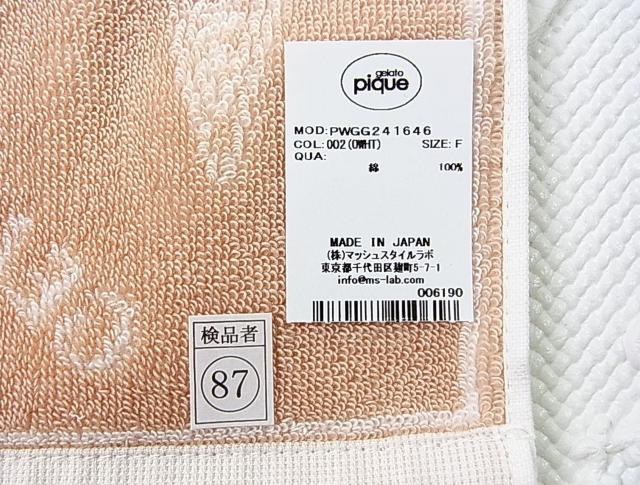 gelato
pique
MOD:PWGG241646
COL:002(OWHT) SIZE:F
QUA:
綿 100%
MADE IN JAPAN
(株)マッシュスタイルラボ
東京都千代田区麹町5-7-1
info@ms-lab.com
006190
検品者
87